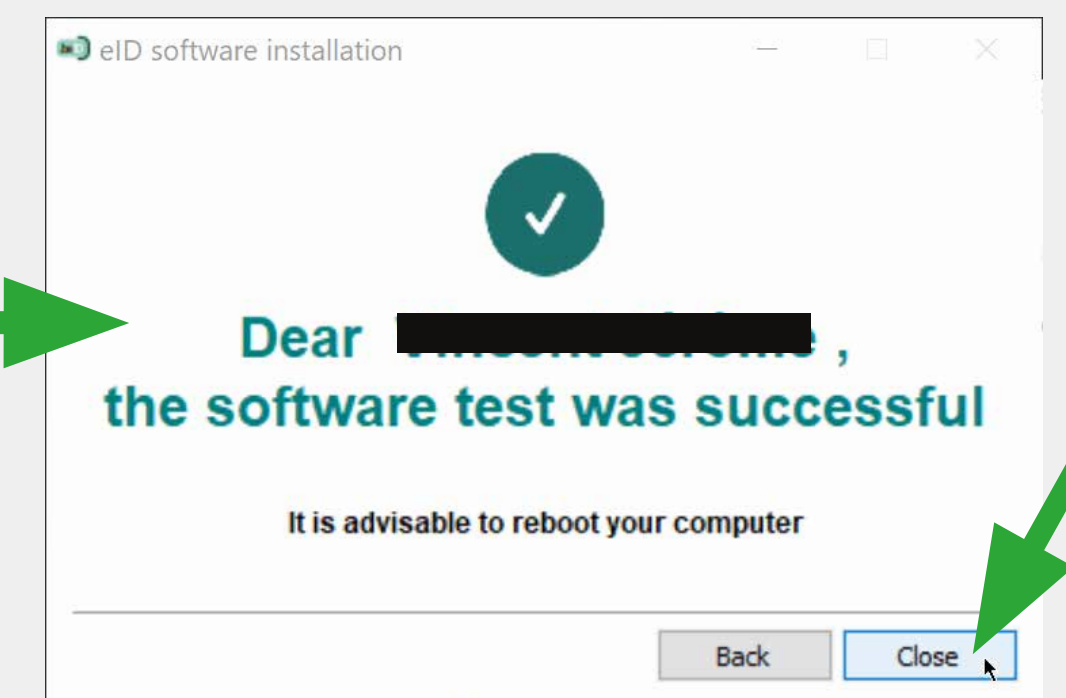 eID software installation
Dear ,
the software test was successful
It is advisable to reboot your computer
Back
Close